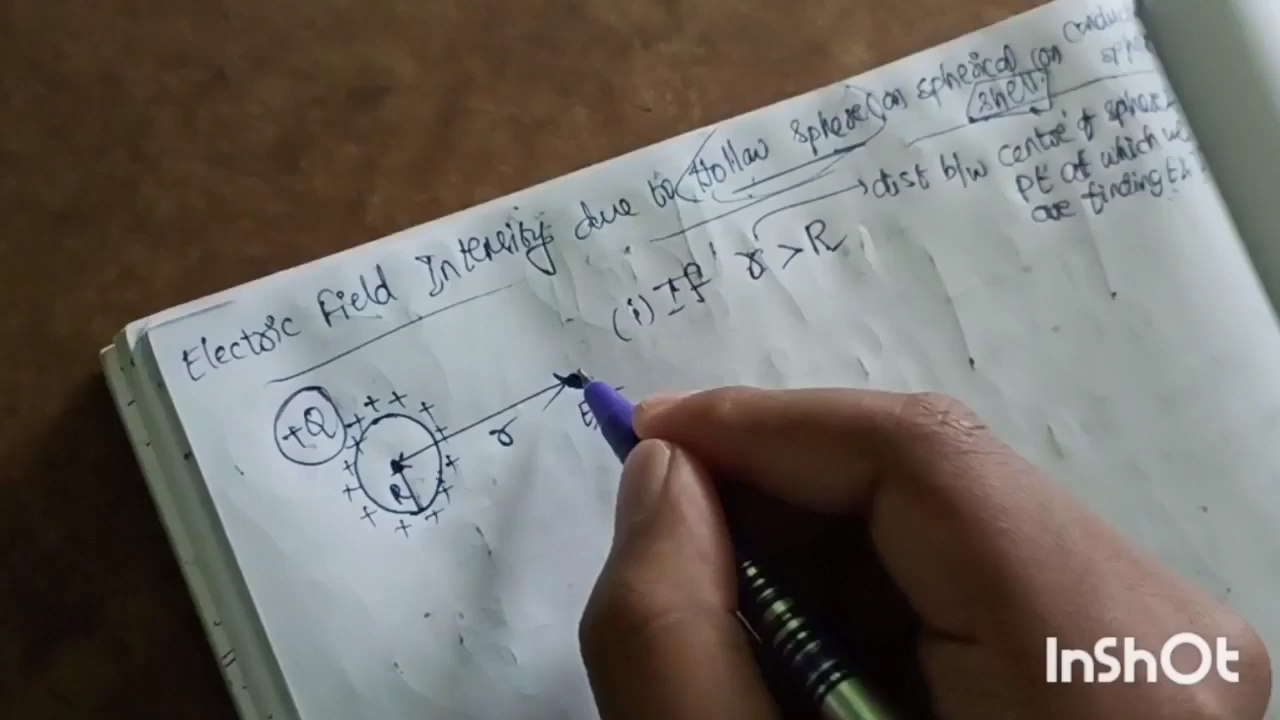 Electric Field Intensity due to Hollow sphere (or spherical shell) (or conduc
dist b/w centre of sphere
pt at which we
are finding
(i) If r > R
+Q
r
R
E
InShOt